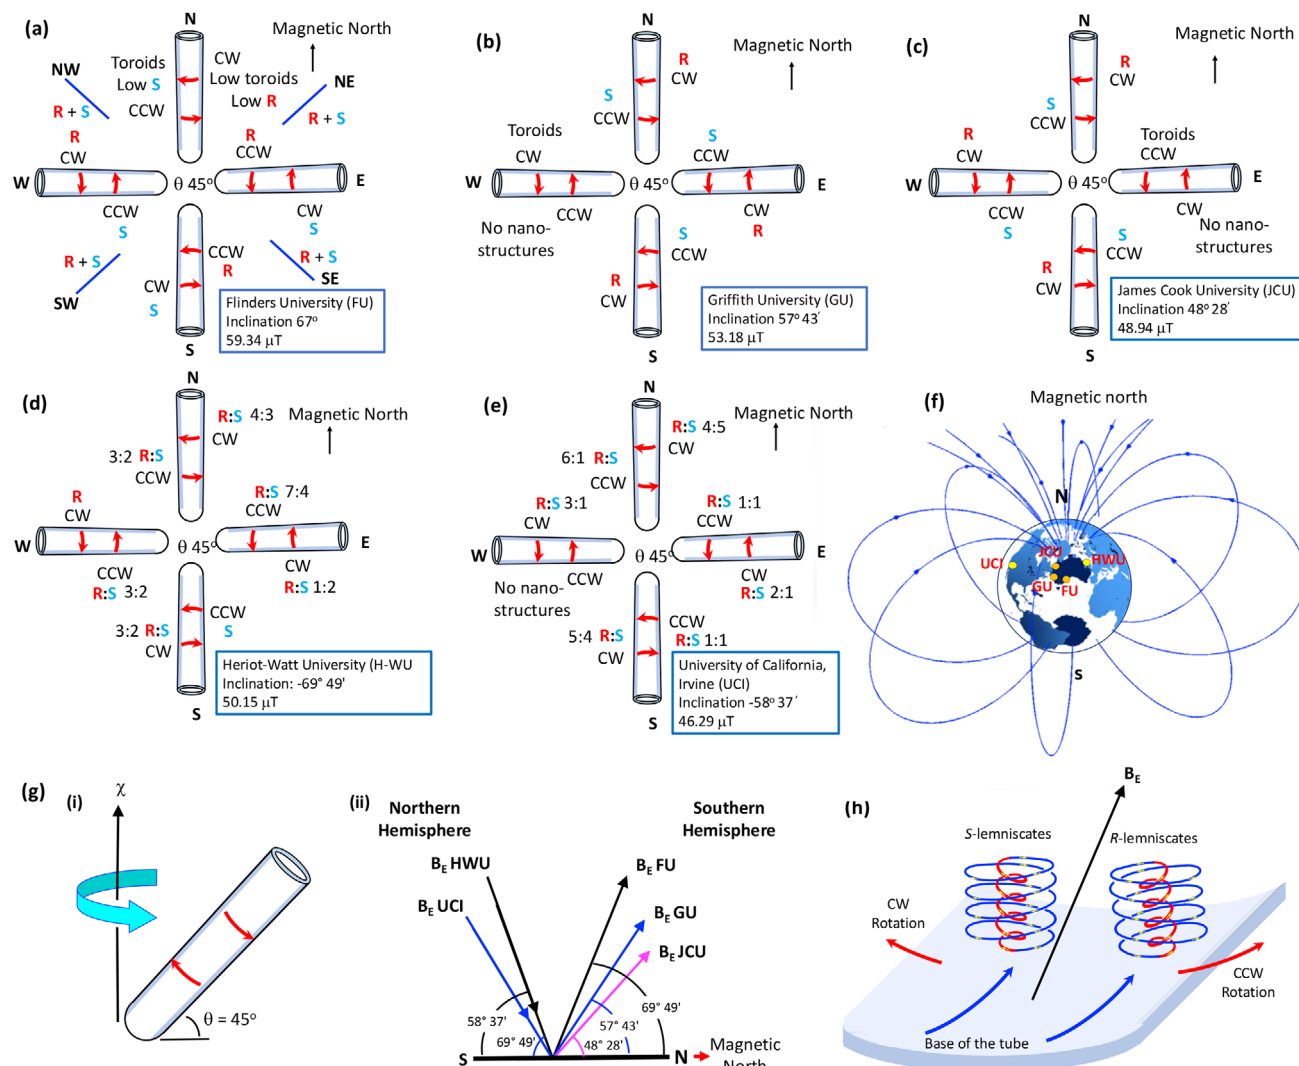 (a)
N
Magnetic North
NW
Toroids
Low S
CW
Low toroids
Low R
NE
R + S
CCW
R + S
R
CW
R
CCW
W
θ 45°
E
CCW
S
CW
S
R + S
CCW
R
R + S
SW
CW
S
SE
S
Flinders University (FU)
Inclination 67°
59.34 µT
(b)
N
Magnetic North
R
CW
S
CCW
Toroids
CW
S
CCW
W
θ 45°
E
CCW
CW
R
No nano-
structures
S
CCW
R
CW
S
Griffith University (GU)
Inclination 57° 43′
53.18 µT
(c)
N
Magnetic North
R
CW
S
CCW
R
CW
Toroids
CCW
W
θ 45°
E
CCW
S
CW
No nano-
structures
S
CCW
R
CW
S
James Cook University (JCU)
Inclination 48° 28′
48.94 µT
(d)
N
Magnetic North
R:S 4:3
CW
3:2 R:S
CCW
R
CW
R:S 7:4
CCW
W
θ 45°
E
CCW
R:S 3:2
CW
R:S 1:2
CCW
S
3:2 R:S
CW
S
Heriot-Watt University (H-WU
Inclination: -69° 49'
50.15 µT
(e)
N
Magnetic North
R:S 4:5
CW
6:1 R:S
CCW
R:S 3:1
CW
R:S 1:1
CCW
W
θ 45°
E
CCW
No nano-
structures
CW
R:S 2:1
CCW
R:S 1:1
5:4 R:S
CW
S
University of California,
Irvine (UCI)
Inclination -58° 37′
46.29 µT
(f)
Magnetic north
N
UCI
JCU
HWU
GU
FU
S
(g)
(i)
χ
θ = 45°
(ii)
Northern
Hemisphere
Southern
Hemisphere
BE HWU
BE FU
BE UCI
BE GU
BE JCU
58° 37'
69° 49'
69° 49'
57° 43'
48° 28'
S
N
Magnetic
North
(h)
BE
S-lemniscates
R-lemniscates
CW
Rotation
CCW
Rotation
Base of the tube